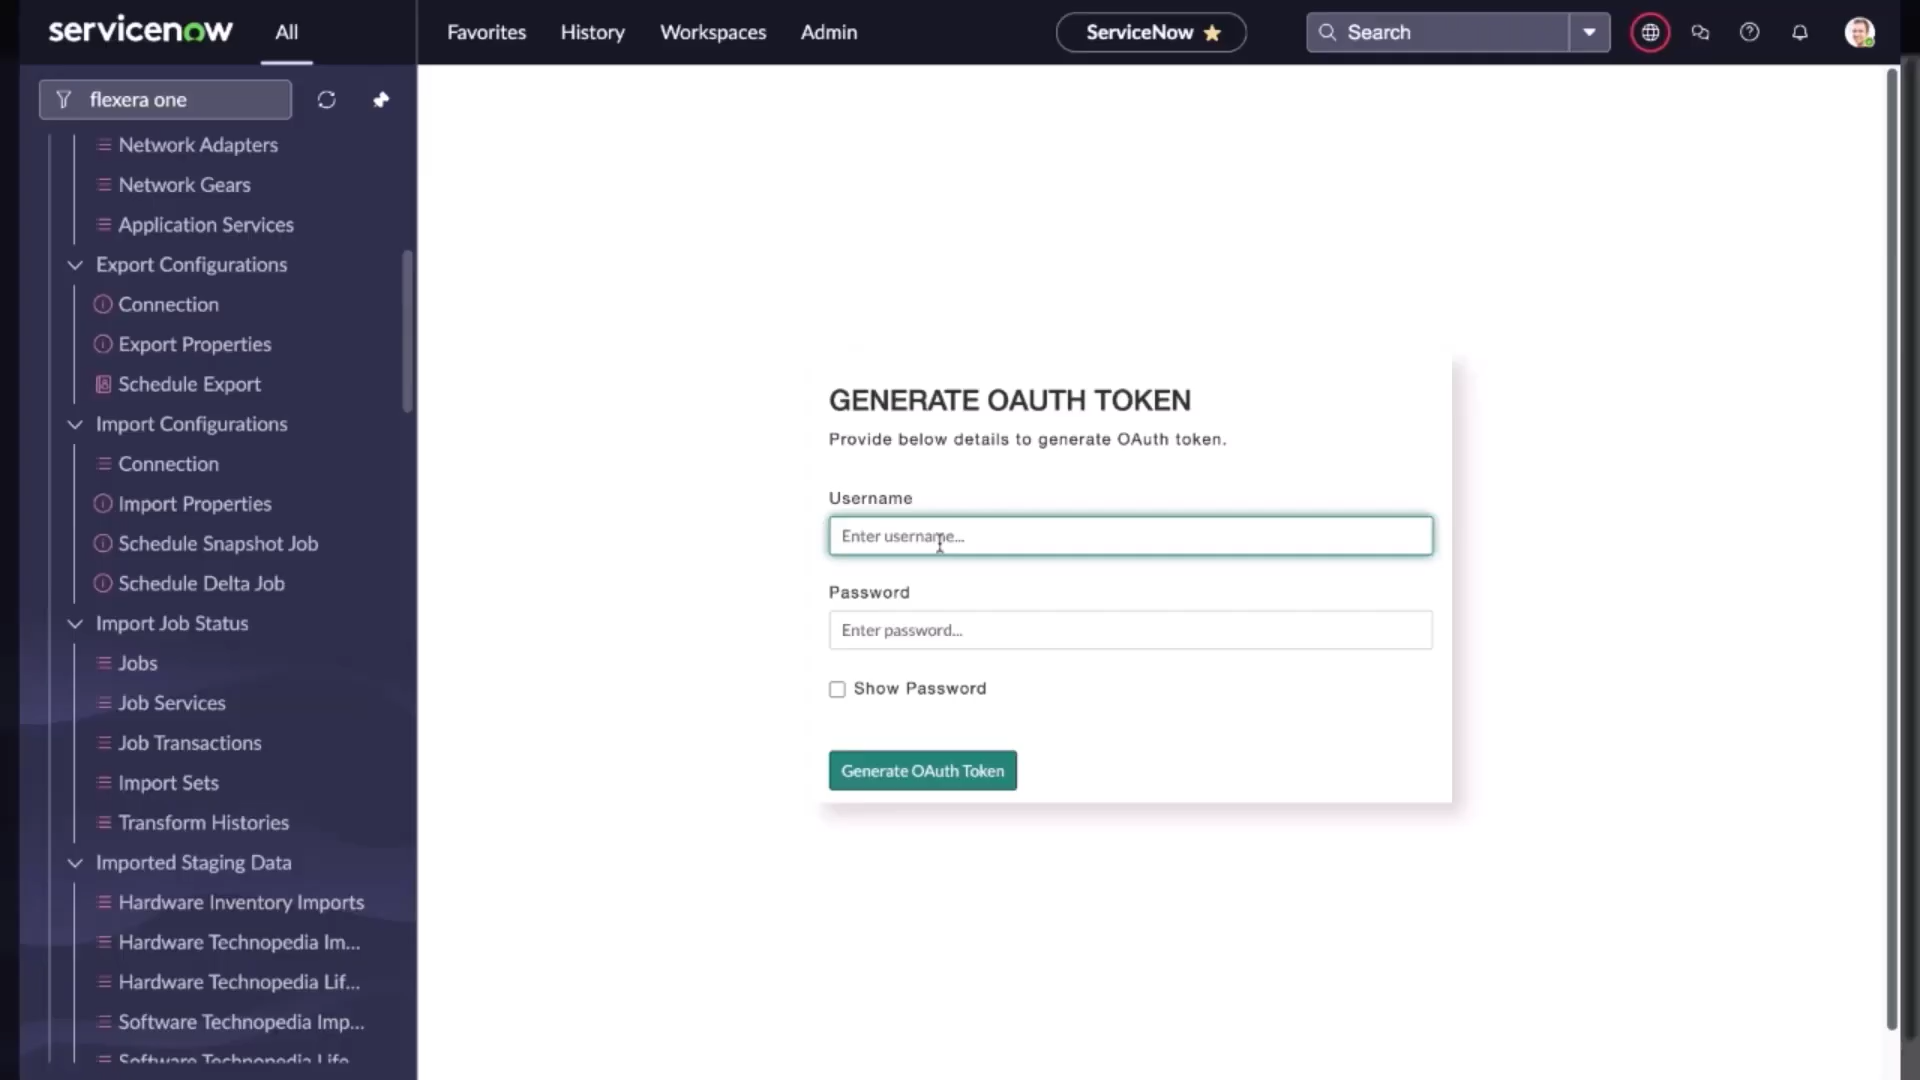 servicenow All Favorites History Workspaces Admin ServiceNow Search
flexera one
Network Adapters
Network Gears
Application Services
Export Configurations
Connection
Export Properties
Schedule Export
Import Configurations
Connection
Import Properties
Schedule Snapshot Job
Schedule Delta Job
Import Job Status
Jobs
Job Services
Job Transactions
Import Sets
Transform Histories
Imported Staging Data
Hardware Inventory Imports
Hardware Technopedia Im...
Hardware Technopedia Lif...
Software Technopedia Imp...
Software Technopedia Life
GENERATE OAUTH TOKEN
Provide below details to generate OAuth token.
Username
Enter username...
Password
Enter password...
Show Password
Generate OAuth Token